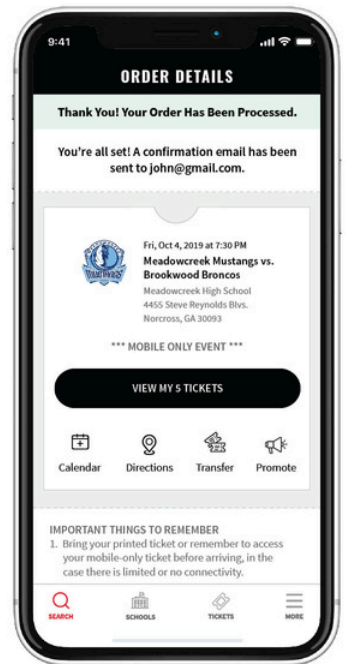 9:41
ORDER DETAILS
Thank You! Your Order Has Been Processed.
You're all set! A confirmation email has been
sent to john@gmail.com.
Fri, Oct 4, 2019 at 7:30 PM
Meadowcreek Mustangs vs.
Brookwood Broncos
Meadowcreek High School
4455 Steve Reynolds Blvs.
Norcross, GA 30093
*** MOBILE ONLY EVENT ***
VIEW MY 5 TICKETS
Calendar Directions Transfer Promote
IMPORTANT THINGS TO REMEMBER
1. Bring your printed ticket or remember to access
your mobile-only ticket before arriving, in the
case there is limited or no connectivity.
SEARCH SCHOOLS TICKETS MORE